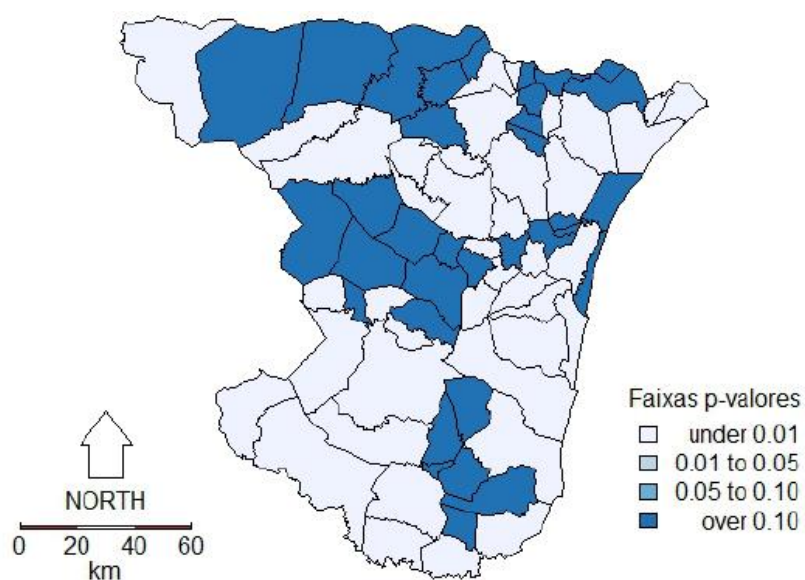 Faixas p-valores
under 0.01
0.01 to 0.05
0.05 to 0.10
over 0.10
NORTH
0 20 40 60
km